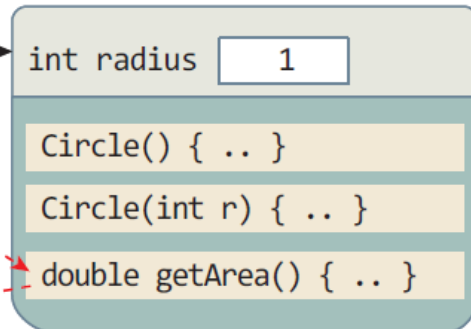 int radius 1
Circle() { .. }
Circle(int r) { .. }
double getArea() { .. }